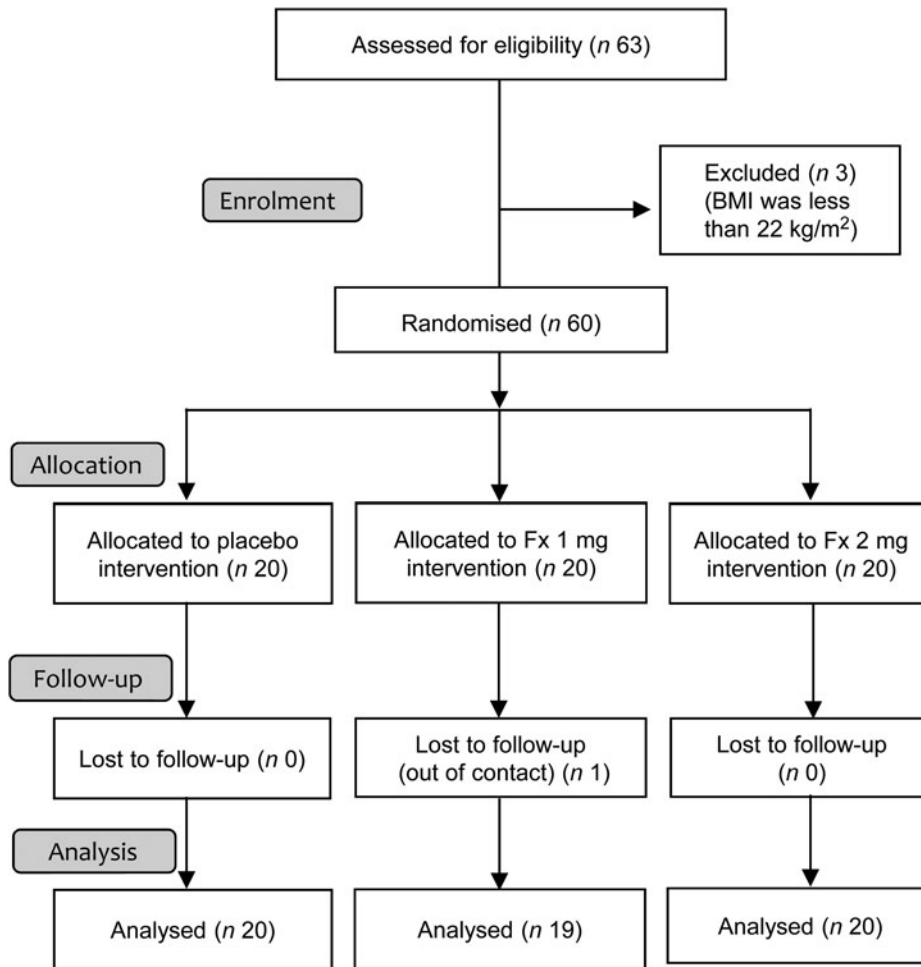 Assessed for eligibility (n 63)
Enrolment
Excluded (n 3)
(BMI was less
than 22 kg/m²)
Randomised (n 60)
Allocation
Allocated to placebo
intervention (n 20)
Allocated to Fx 1 mg
intervention (n 20)
Allocated to Fx 2 mg
intervention (n 20)
Follow-up
Lost to follow-up (n 0)
Lost to follow-up
(out of contact) (n 1)
Lost to follow-up
(n 0)
Analysis
Analysed (n 20)
Analysed (n 19)
Analysed (n 20)